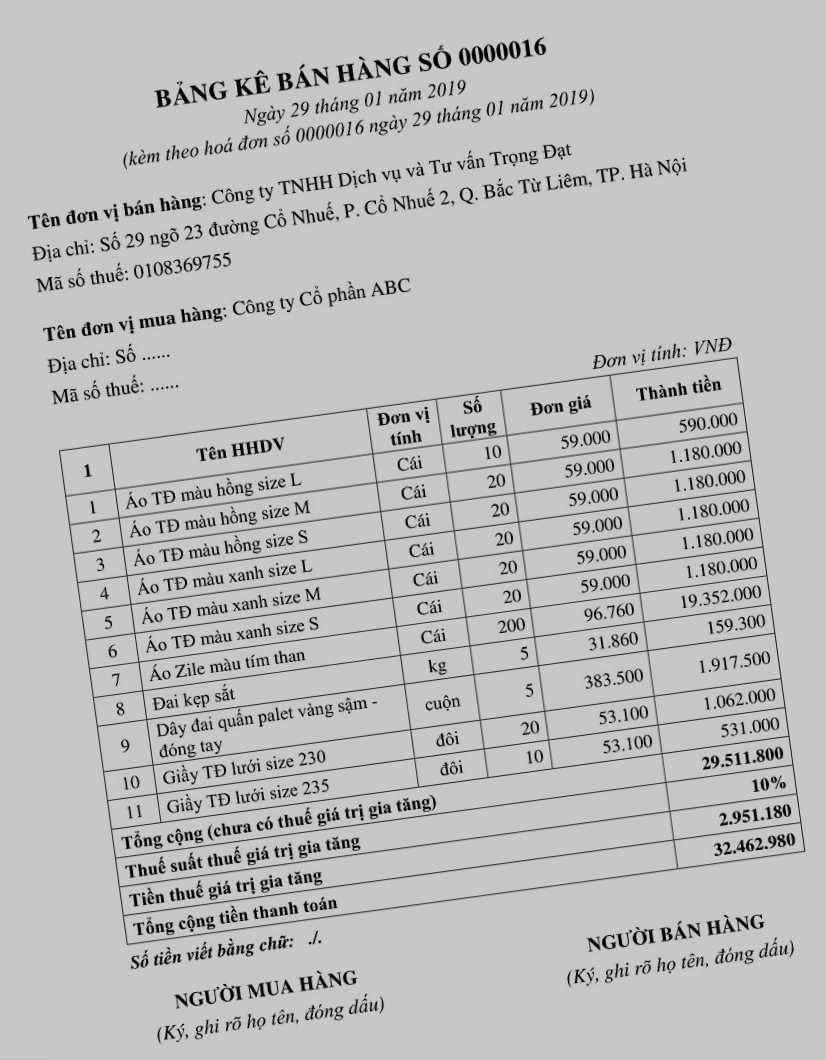 BẢNG KÊ BÁN HÀNG SỐ 0000016
Ngày 29 tháng 01 năm 2019
(kèm theo hoá đơn số 0000016 ngày 29 tháng 01 năm 2019)
Tên đơn vị bán hàng: Công ty TNHH Dịch vụ và Tư vấn Trọng Đạt
Địa chỉ: Số 29 ngõ 23 đường Cổ Nhuế, P. Cổ Nhuế 2, Q. Bắc Từ Liêm, TP. Hà Nội
Mã số thuế: 0108369755
Tên đơn vị mua hàng: Công ty Cổ phần ABC
Địa chỉ: Số ......
Mã số thuế: ......
Đơn vị tính: VNĐ
1 Tên HHDV Đơn vị tính Số lượng Đơn giá Thành tiền
1 Áo TĐ màu hồng size L Cái 10 59.000 590.000
2 Áo TĐ màu hồng size M Cái 20 59.000 1.180.000
3 Áo TĐ màu hồng size S Cái 20 59.000 1.180.000
4 Áo TĐ màu xanh size L Cái 20 59.000 1.180.000
5 Áo TĐ màu xanh size M Cái 20 59.000 1.180.000
6 Áo TĐ màu xanh size S Cái 20 59.000 1.180.000
7 Áo Zile màu tím than Cái 200 96.760 19.352.000
8 Đai kẹp sắt kg 5 31.860 159.300
9 Dây đai quấn palet vàng sậm - đóng tay cuộn 5 383.500 1.917.500
10 Giầy TĐ lưới size 230 đôi 20 53.100 1.062.000
11 Giầy TĐ lưới size 235 đôi 10 53.100 531.000
Tổng cộng (chưa có thuế giá trị gia tăng) 29.511.800
Thuế suất thuế giá trị gia tăng 10%
Tiền thuế giá trị gia tăng 2.951.180
Tổng cộng tiền thanh toán 32.462.980
Số tiền viết bằng chữ: ./.
NGƯỜI MUA HÀNG NGƯỜI BÁN HÀNG
(Ký, ghi rõ họ tên, đóng dấu) (Ký, ghi rõ họ tên, đóng dấu)